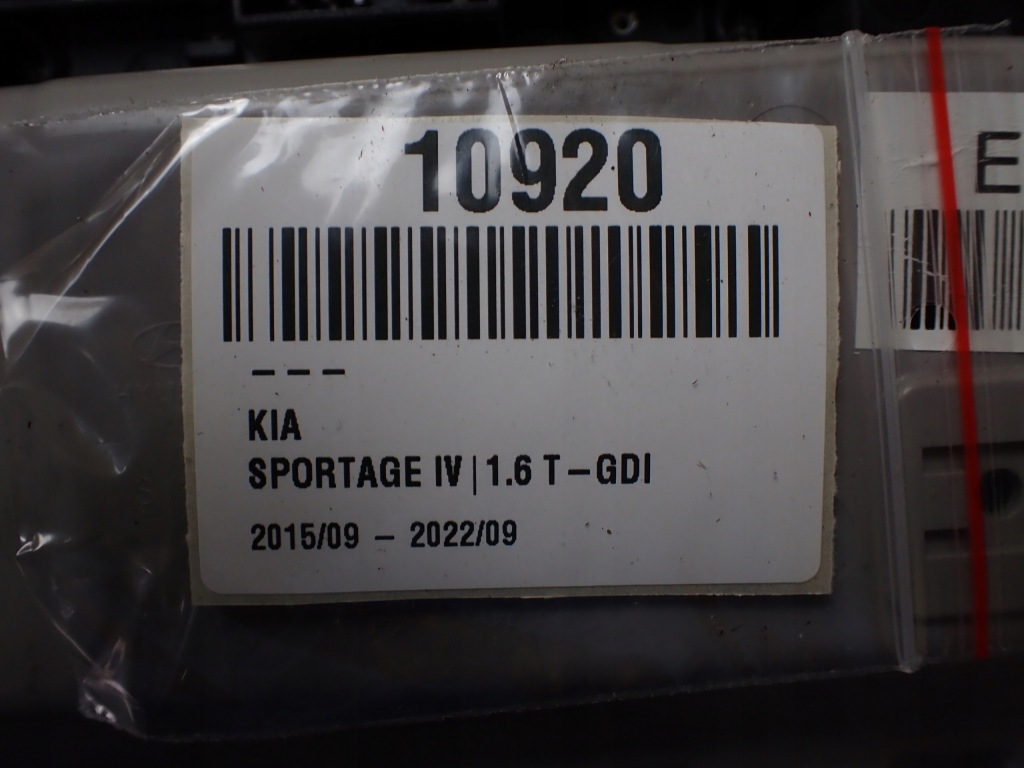 10920
– – –
KIA
SPORTAGE IV | 1.6 T-GDI
2015/09 - 2022/09
E